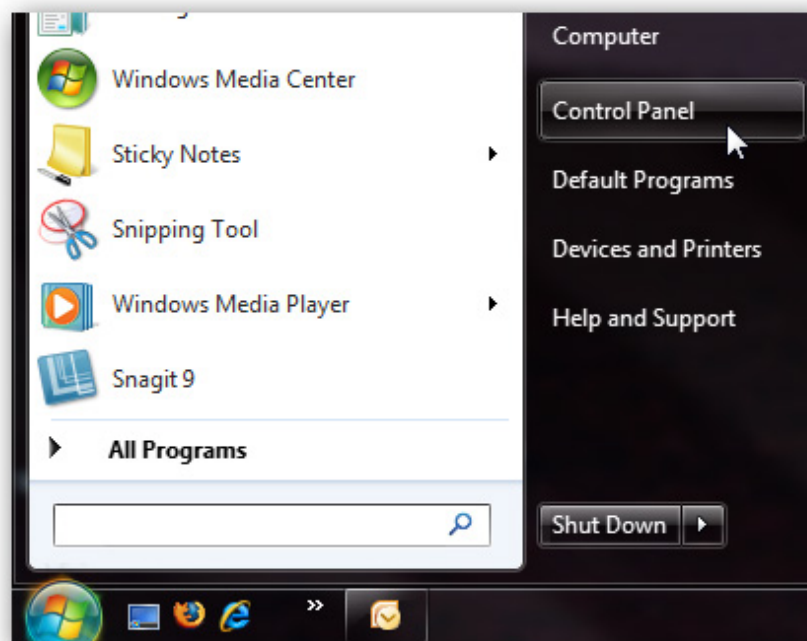 Windows Media Center
Sticky Notes
Snipping Tool
Windows Media Player
Snagit 9
All Programs
Computer
Control Panel
Default Programs
Devices and Printers
Help and Support
Shut Down